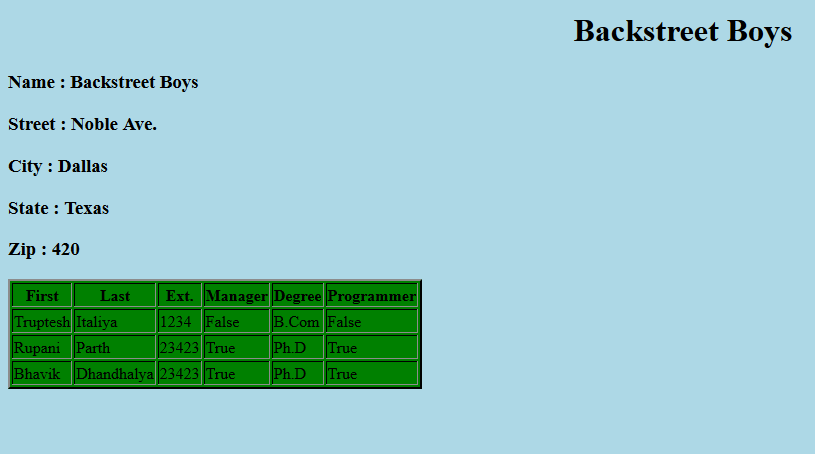 Backstreet Boys
Name : Backstreet Boys
Street : Noble Ave.
City : Dallas
State : Texas
Zip : 420
First Last Ext. Manager Degree Programmer
Truptesh Italiya 1234 False B.Com False
Rupani Parth 23423 True Ph.D True
Bhavik Dhandhalya 23423 True Ph.D True